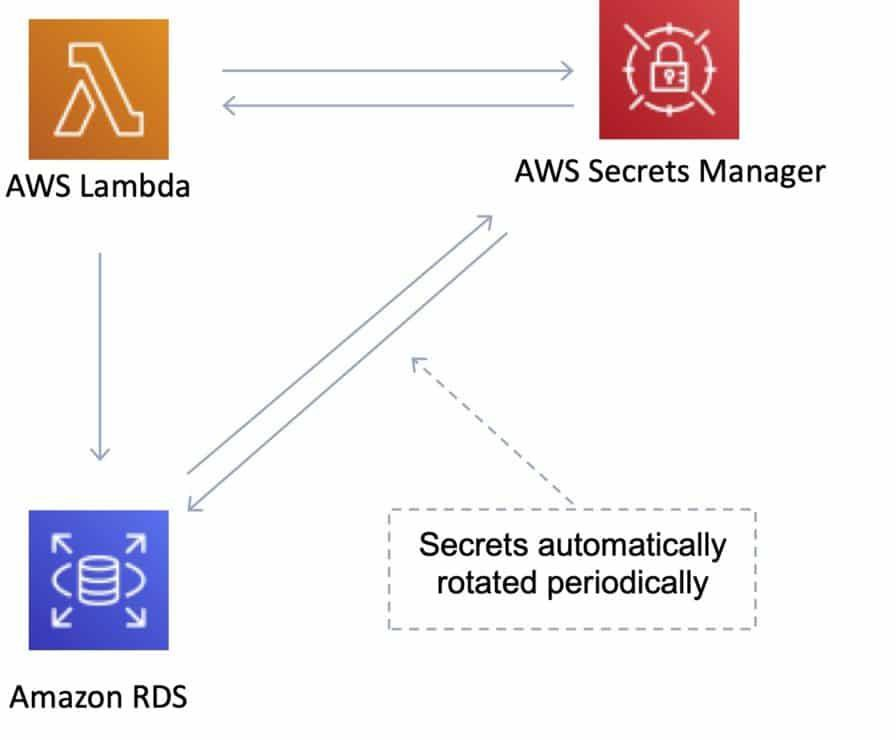 AWS Lambda
AWS Secrets Manager
Secrets automatically
rotated periodically
Amazon RDS